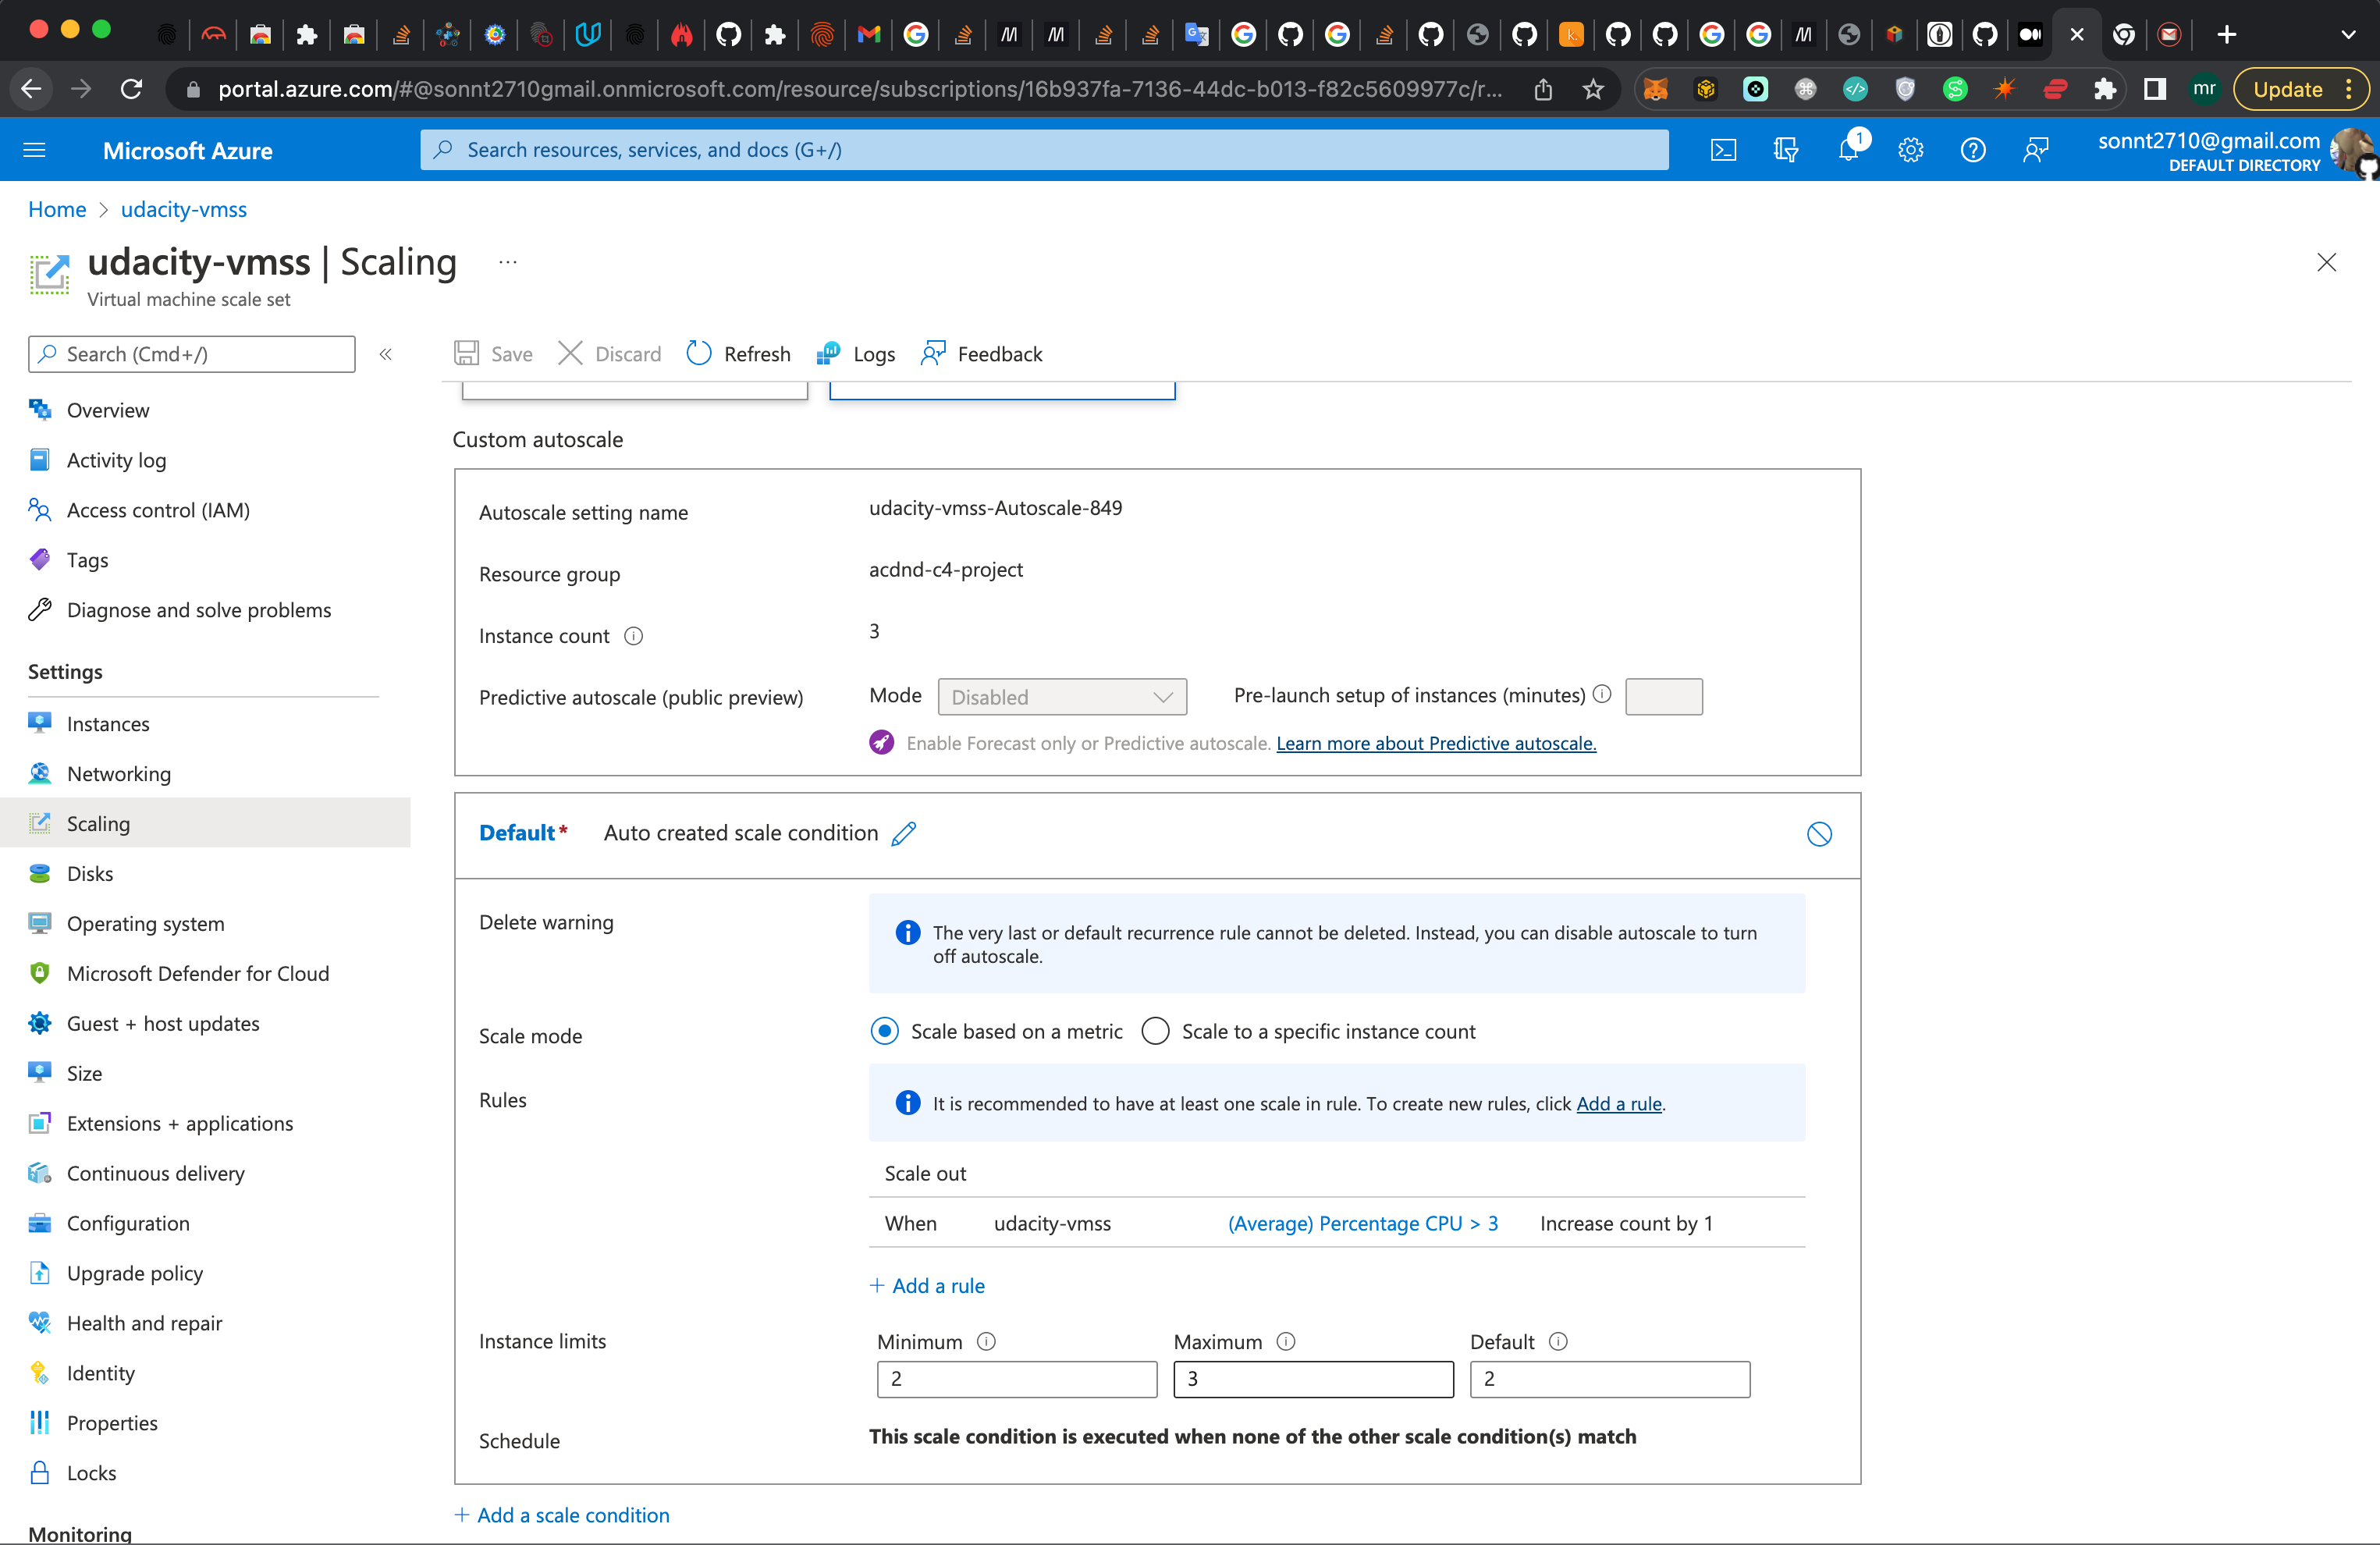 portal.azure.com/#@sonnt2710gmail.onmicrosoft.com/resource/subscriptions/16b937fa-7136-44dc-b013-f82c5609977c/r...
mr
Update
Microsoft Azure
Search resources, services, and docs (G+/)
1
sonnt2710@gmail.com
DEFAULT DIRECTORY
Home > udacity-vmss
udacity-vmss | Scaling ...
Virtual machine scale set
Search (Cmd+/)
«
Save
Discard
Refresh
Logs
Feedback
Overview
Activity log
Access control (IAM)
Tags
Diagnose and solve problems
Settings
Instances
Networking
Scaling
Disks
Operating system
Microsoft Defender for Cloud
Guest + host updates
Size
Extensions + applications
Continuous delivery
Configuration
Upgrade policy
Health and repair
Identity
Properties
Locks
Monitoring
Custom autoscale
Autoscale setting name udacity-vmss-Autoscale-849
Resource group acdnd-c4-project
Instance count 3
Predictive autoscale (public preview) Mode Disabled Pre-launch setup of instances (minutes)
Enable Forecast only or Predictive autoscale. Learn more about Predictive autoscale.
Default* Auto created scale condition
Delete warning
The very last or default recurrence rule cannot be deleted. Instead, you can disable autoscale to turn
off autoscale.
Scale mode Scale based on a metric Scale to a specific instance count
Rules
It is recommended to have at least one scale in rule. To create new rules, click Add a rule.
Scale out
When udacity-vmss (Average) Percentage CPU > 3 Increase count by 1
+ Add a rule
Instance limits Minimum Maximum Default
2 3 2
Schedule This scale condition is executed when none of the other scale condition(s) match
+ Add a scale condition